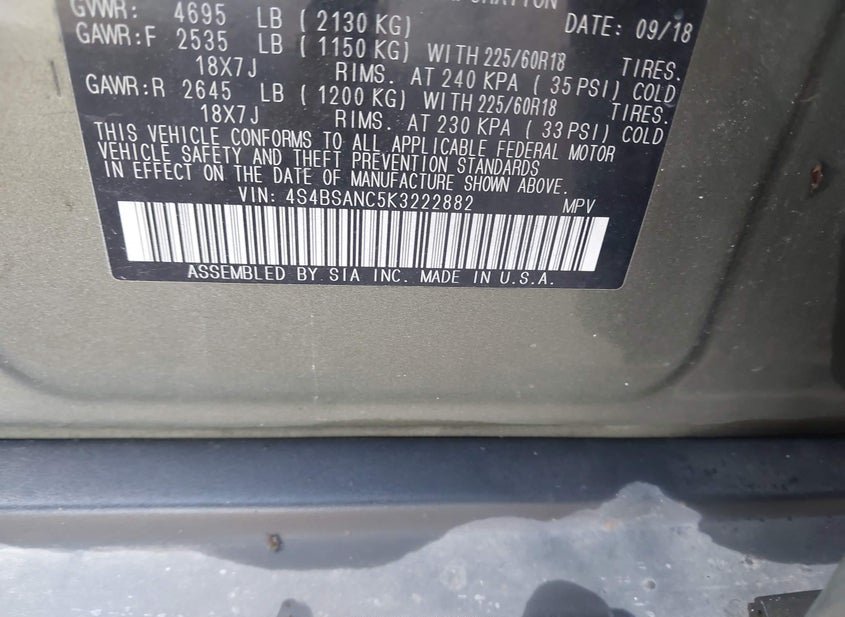 GVWR: 4695 LB ( 2130 KG)
DATE: 09/18
GAWR:F 2535 LB ( 1150 KG) WITH 225/60R18 TIRES.
18X7J RIMS. AT 240 KPA ( 35 PSI) COLD
GAWR:R 2645 LB ( 1200 KG) WITH 225/60R18 TIRES.
18X7J RIMS. AT 230 KPA ( 33 PSI) COLD
THIS VEHICLE CONFORMS TO ALL APPLICABLE FEDERAL MOTOR
VEHICLE SAFETY AND THEFT PREVENTION STANDARDS
IN EFFECT ON THE DATE OF MANUFACTURE SHOWN ABOVE.
VIN: 4S4BSANC5K3222882 MPV
ASSEMBLED BY SIA INC. MADE IN U.S.A.